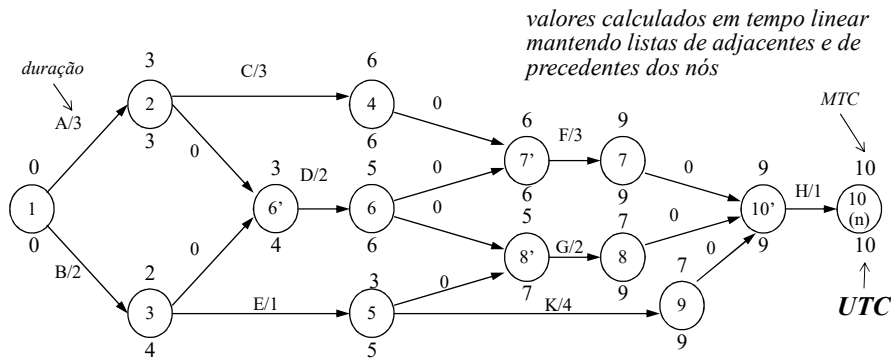 valores calculados em tempo linear
mantendo listas de adjacentes e de
precedentes dos nós
duração
MTC
3 C/3 6
2 4
A/3 3 0 6 0
6 F/3 9
7' 7
0 3 D/2 5 0 6 9 0 9 H/1 10
1 6' 6 10' 10
(n)
0 0 4 6 0 5 G/2 7 0 9 10
8' 8
B/2 2 0 3 0 7 9 7 0
3 E/1 5 K/4 9
4 5 9
UTC